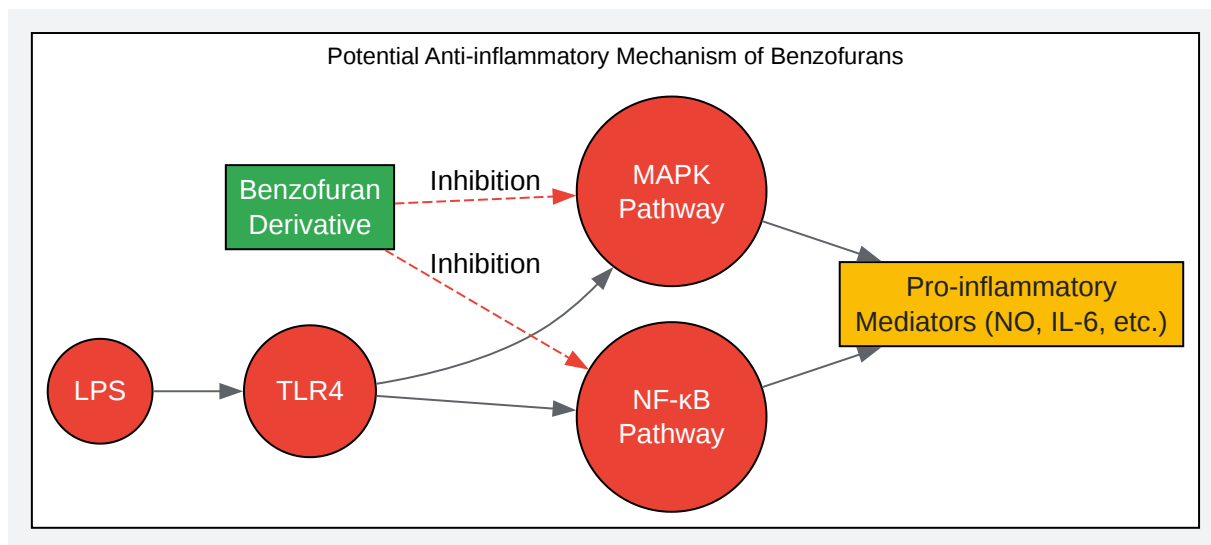 Potential Anti-inflammatory Mechanism of Benzofurans
Benzofuran
Derivative
Inhibition
Inhibition
MAPK
Pathway
LPS
TLR4
NF-κB
Pathway
Pro-inflammatory
Mediators (NO, IL-6, etc.)